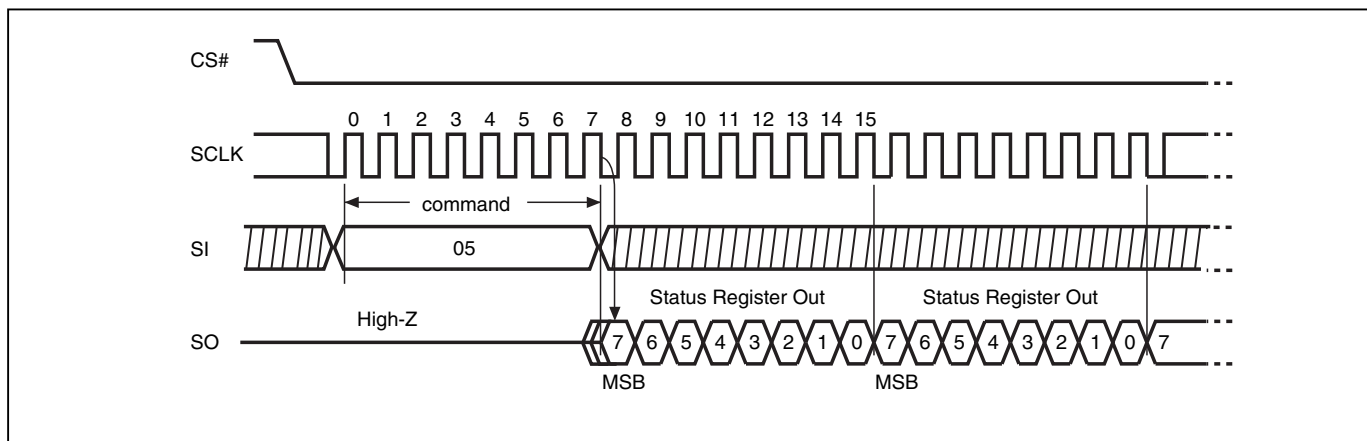 CS#
0 1 2 3 4 5 6 7 8 9 10 11 12 13 14 15
SCLK
command
SI
05
Status Register Out Status Register Out
High-Z
SO
7 6 5 4 3 2 1 0 7 6 5 4 3 2 1 0 7
MSB MSB